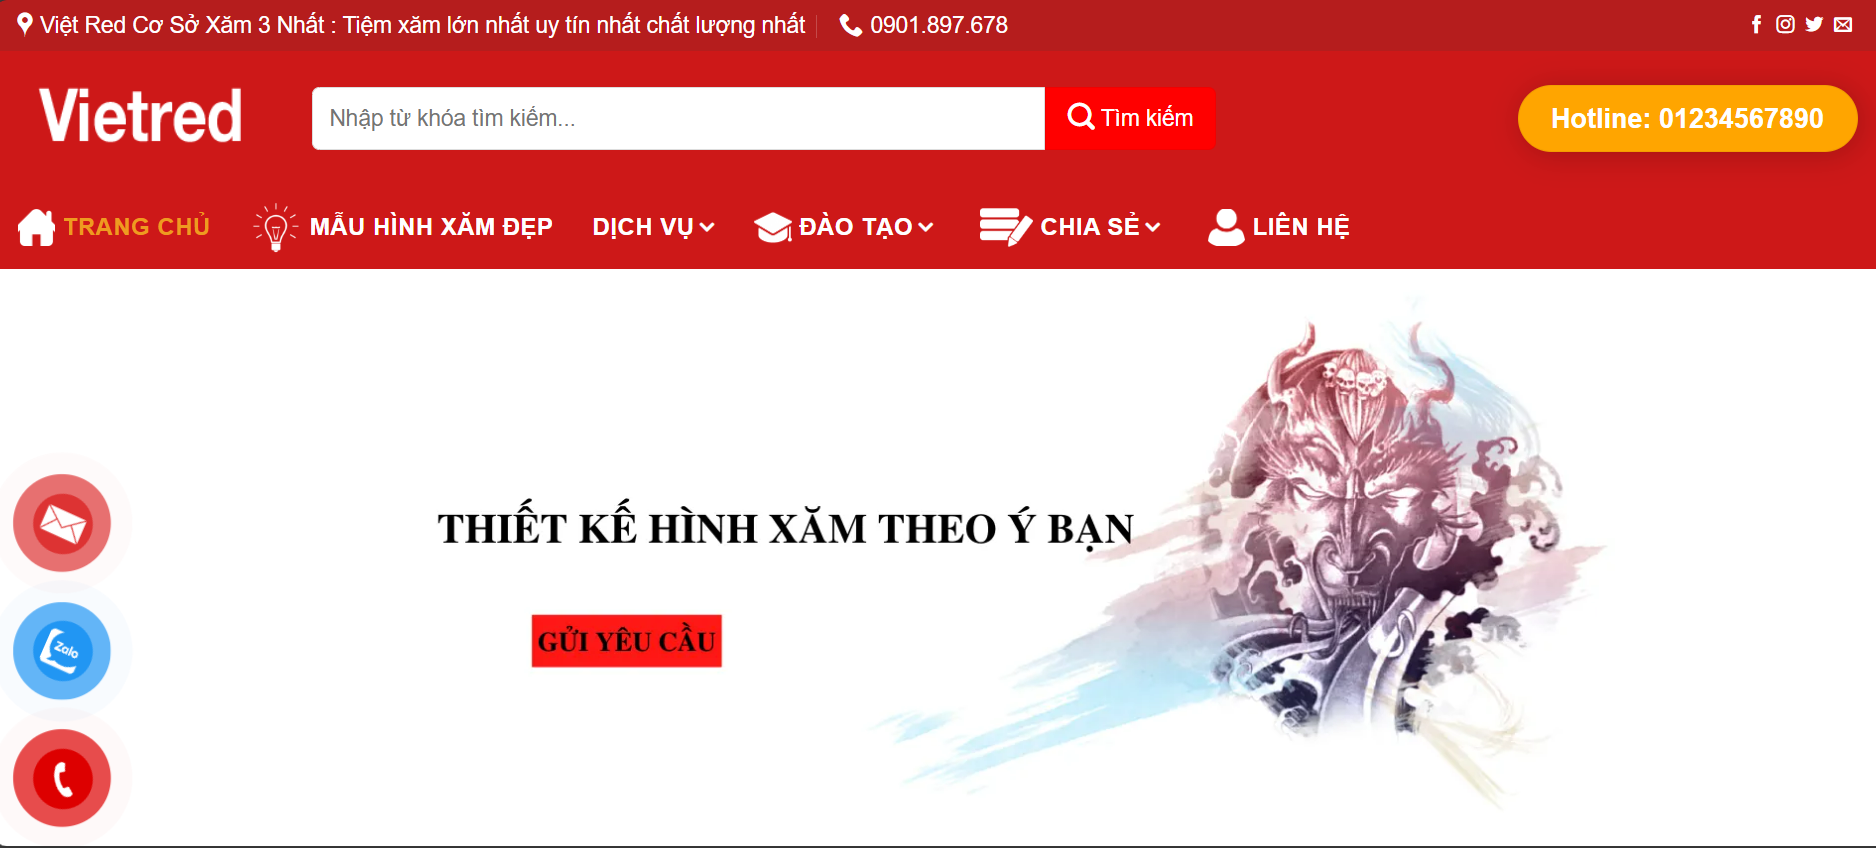 Việt Red Cơ Sở Xăm 3 Nhất : Tiệm xăm lớn nhất uy tín nhất chất lượng nhất
0901.897.678
Vietred
Nhập từ khóa tìm kiếm...
Tìm kiếm
Hotline: 01234567890
TRANG CHỦ
MẪU HÌNH XĂM ĐẸP
DỊCH VỤ
ĐÀO TẠO
CHIA SẺ
LIÊN HỆ
THIẾT KẾ HÌNH XĂM THEO Ý BẠN
GỬI YÊU CẦU
Zalo